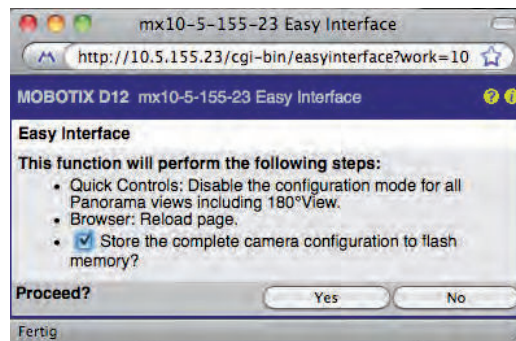 mx10-5-155-23 Easy Interface
http://10.5.155.23/cgi-bin/easyinterface?work=10
MOBOTIX D12 mx10-5-155-23 Easy Interface
Easy Interface
This function will perform the following steps:
• Quick Controls: Disable the configuration mode for all
Panorama views including 180°View.
• Browser: Reload page.
• Store the complete camera configuration to flash
memory?
Proceed? Yes No
Fertig